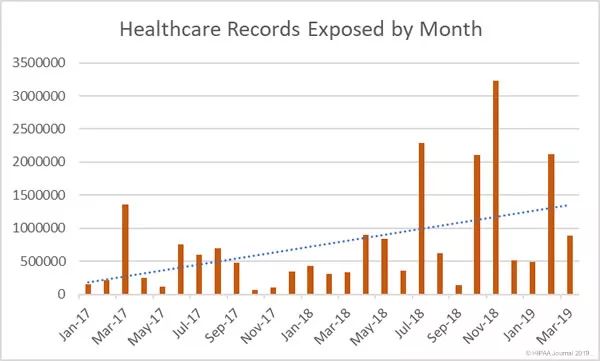 Healthcare Records Exposed by Month
3500000
3000000
2500000
2000000
1500000
1000000
500000
0
Jan-17
Mar-17
May-17
Jul-17
Sep-17
Nov-17
Jan-18
Mar-18
May-18
Jul-18
Sep-18
Nov-18
Jan-19
Mar-19
© HIPAA Journal 2019